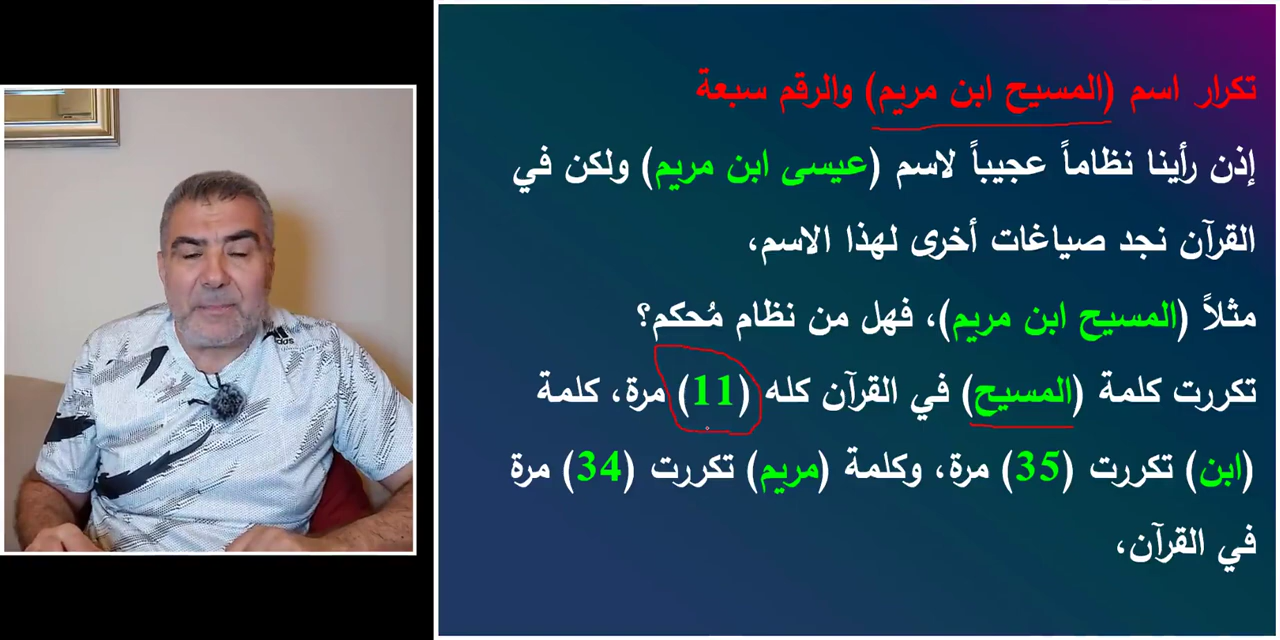 تكرار اسم (المسيح ابن مريم) والرقم سبعة
إذن رأينا نظاماً عجيباً لاسم (عيسى ابن مريم) ولكن في
القرآن نجد صياغات أخرى لهذا الاسم،
مثلاً (المسيح ابن مريم)، فهل من نظام مُحكم؟
تكررت كلمة (المسيح) في القرآن كله (11) مرة، كلمة
(ابن) تكررت (35) مرة، وكلمة (مريم) تكررت (34) مرة
في القرآن،
adidas